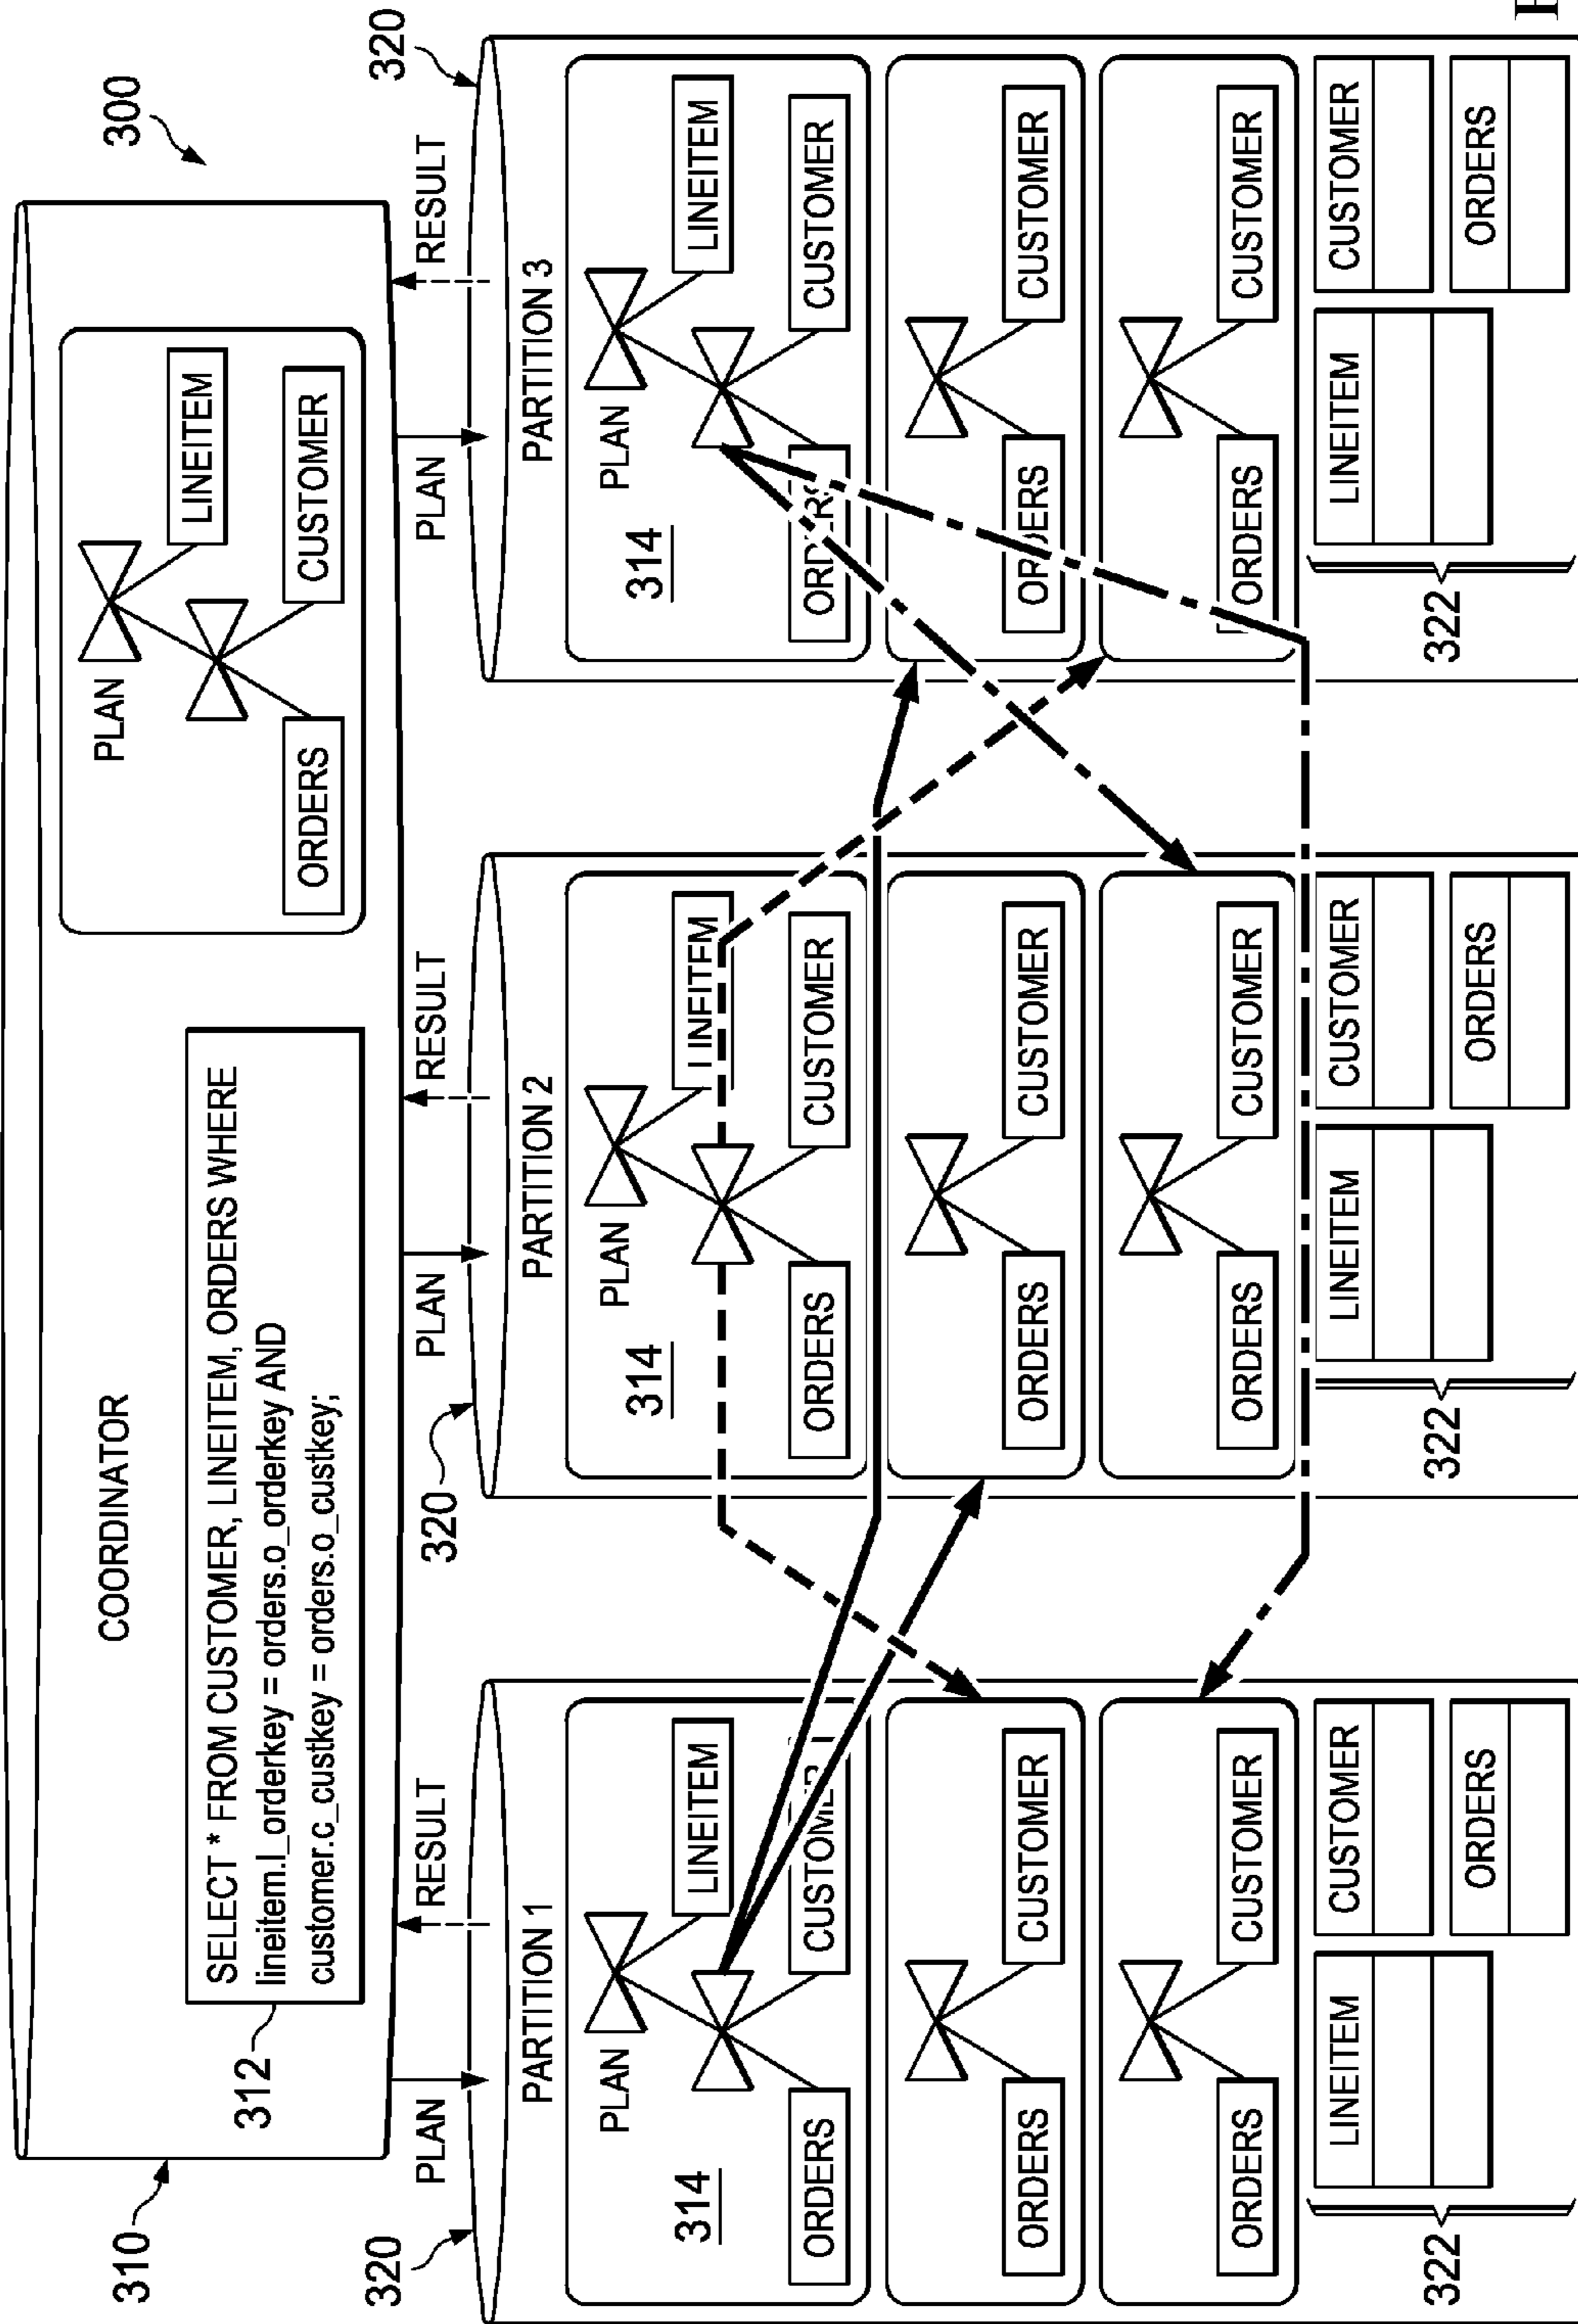 300
310
COORDINATOR
312
SELECT * FROM CUSTOMER, LINEITEM, ORDERS WHERE
lineitem.l_orderkey = orders.o_orderkey AND
customer.c_custkey = orders.o_custkey;
PLAN
LINEITEM
ORDERS
CUSTOMER
PLAN
RESULT
PLAN
RESULT
PLAN
RESULT
320
320
320
PARTITION 1
PLAN
314
LINEITEM
ORDERS
CUSTOMER
ORDERS
CUSTOMER
ORDERS
CUSTOMER
LINEITEM
CUSTOMER
ORDERS
322
PARTITION 2
PLAN
314
LINEITEM
ORDERS
CUSTOMER
ORDERS
CUSTOMER
ORDERS
CUSTOMER
LINEITEM
CUSTOMER
ORDERS
322
PARTITION 3
PLAN
314
LINEITEM
ORDERS
CUSTOMER
ORDERS
CUSTOMER
ORDERS
CUSTOMER
LINEITEM
CUSTOMER
ORDERS
322